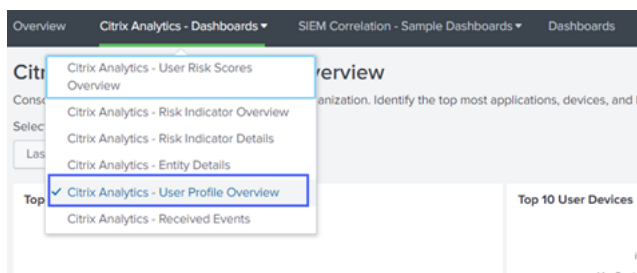 Overview Citrix Analytics - Dashboards SIEM Correlation - Sample Dashboards Dashboards
Citrix Analytics - User Risk Scores
Overview
Citrix Analytics - Risk Indicator Overview
Citrix Analytics - Risk Indicator Details
Citrix Analytics - Entity Details
✓ Citrix Analytics - User Profile Overview
Citrix Analytics - Received Events
Citr verview
Cons anization. Identify the top most applications, devices, and
Selec
Las
Top Top 10 User Devices